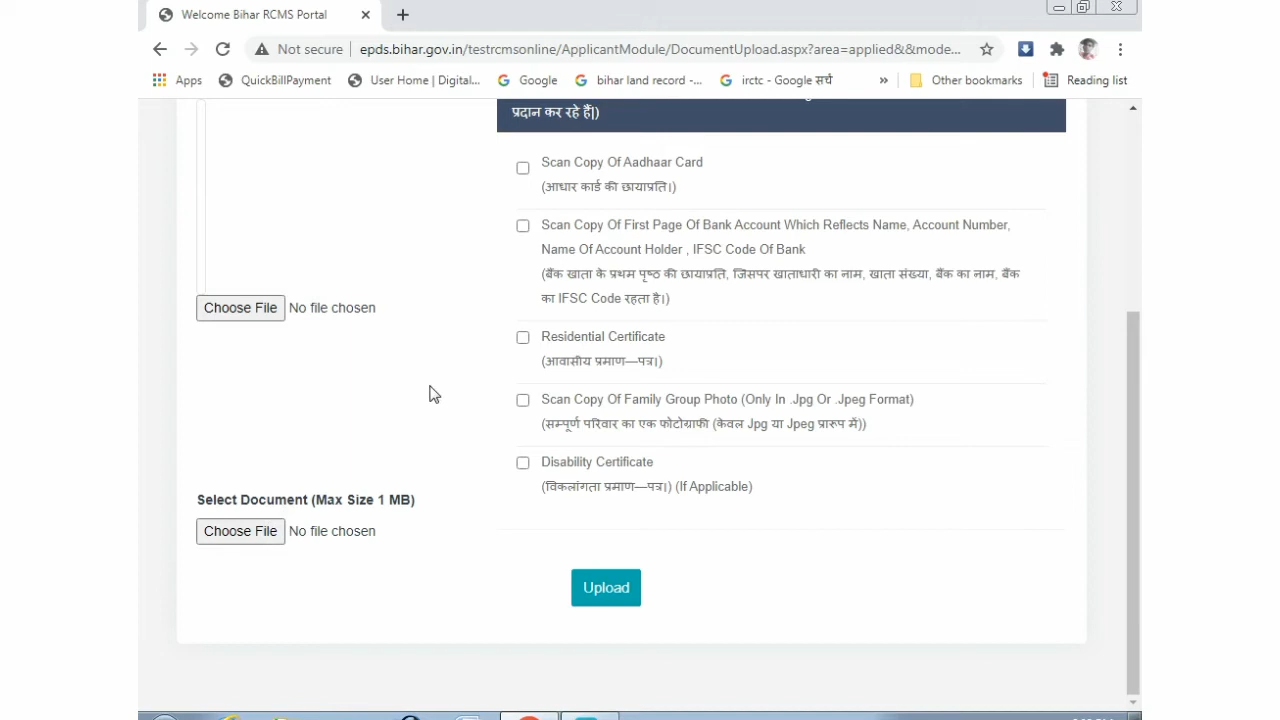 Welcome Bihar RCMS Portal
Not secure epds.bihar.gov.in/testrcmsonline/ApplicantModule/DocumentUpload.aspx?area=applied&&mode...
Apps QuickBillPayment User Home | Digital... Google bihar land record -... irctc - Google सर्च » Other bookmarks Reading list
प्रदान कर रहे हैं|)
Scan Copy Of Aadhaar Card
(आधार कार्ड की छायाप्रति।)
Scan Copy Of First Page Of Bank Account Which Reflects Name, Account Number,
Name Of Account Holder , IFSC Code Of Bank
(बैंक खाता के प्रथम पृष्ठ की छायाप्रति, जिसपर खाताधारी का नाम, खाता संख्या, बैंक का नाम, बैंक
का IFSC Code रहता है।)
Choose File No file chosen
Residential Certificate
(आवासीय प्रमाण—पत्र।)
Scan Copy Of Family Group Photo (Only In .Jpg Or .Jpeg Format)
(सम्पूर्ण परिवार का एक फोटोग्राफी (केवल Jpg या Jpeg प्रारूप में))
Disability Certificate
(विकलांगता प्रमाण—पत्र।) (If Applicable)
Select Document (Max Size 1 MB)
Choose File No file chosen
Upload